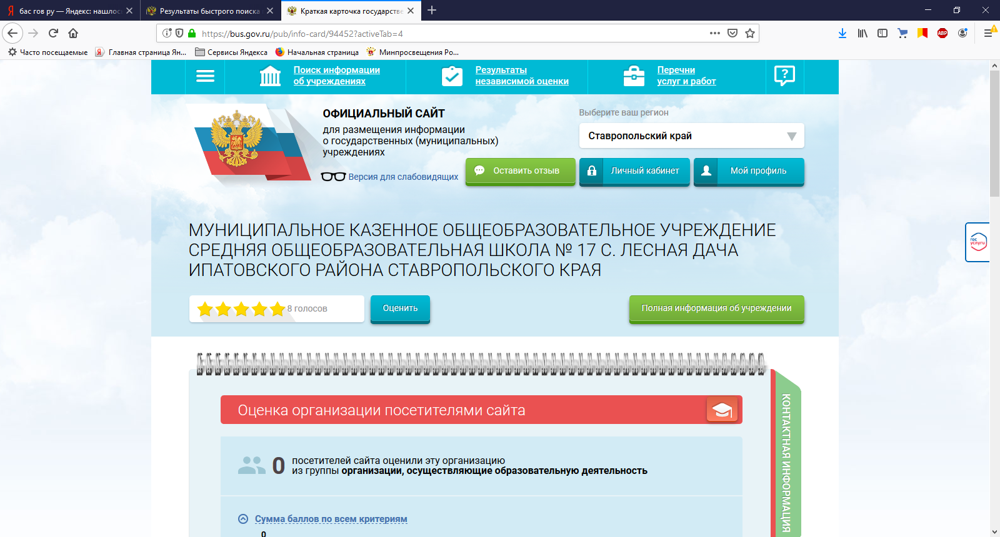 бас гов ру — Яндекс: нашлос
Результаты быстрого поиска
Краткая карточка государстве
https://bus.gov.ru/pub/info-card/94452?activeTab=4
ABP
Часто посещаемые
Главная страница Ян...
Сервисы Яндекса
Начальная страница
Минпросвещения Ро...
Поиск информации
об учреждениях
Результаты
независимой оценки
Перечни
услуг и работ
ОФИЦИАЛЬНЫЙ САЙТ
для размещения информации
о государственных (муниципальных)
учреждениях
Версия для слабовидящих
Выберите ваш регион
Ставропольский край
Оставить отзыв
Личный кабинет
Мой профиль
МУНИЦИПАЛЬНОЕ КАЗЕННОЕ ОБЩЕОБРАЗОВАТЕЛЬНОЕ УЧРЕЖДЕНИЕ
СРЕДНЯЯ ОБЩЕОБРАЗОВАТЕЛЬНАЯ ШКОЛА № 17 С. ЛЕСНАЯ ДАЧА
ИПАТОВСКОГО РАЙОНА СТАВРОПОЛЬСКОГО КРАЯ
гос
услуги
8 голосов
Оценить
Полная информация об учреждении
Оценка организации посетителями сайта
КОНТАКТНАЯ ИНФОРМАЦИЯ
0 посетителей сайта оценили эту организацию
из группы организации, осуществляющие образовательную деятельность
Сумма баллов по всем критериям
0